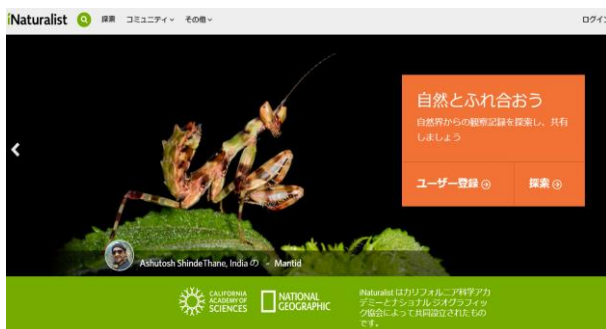 iNaturalist 探索 コミュニティ その他 ログイン
自然とふれ合おう
自然界からの観察記録を探索し、共有
しましょう
ユーザー登録 探索
Ashutosh ShindeThane, India の - Mantid
CALIFORNIA
ACADEMY OF
SCIENCES
NATIONAL
GEOGRAPHIC
iNaturalist はカリフォルニア科学アカ
デミーとナショナル ジオグラフィッ
ク協会によって共同設立されたもの
です。